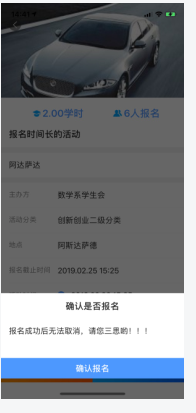 2.00学时 6人报名
报名时间长的活动
阿达萨达
主办方 数学系学生会
活动分类 创新创业二级分类
地点 阿斯达萨德
报名截止时间 2019.02.25 15:25
确认是否报名
报名成功后无法取消，请您三思哟！！！
确认报名